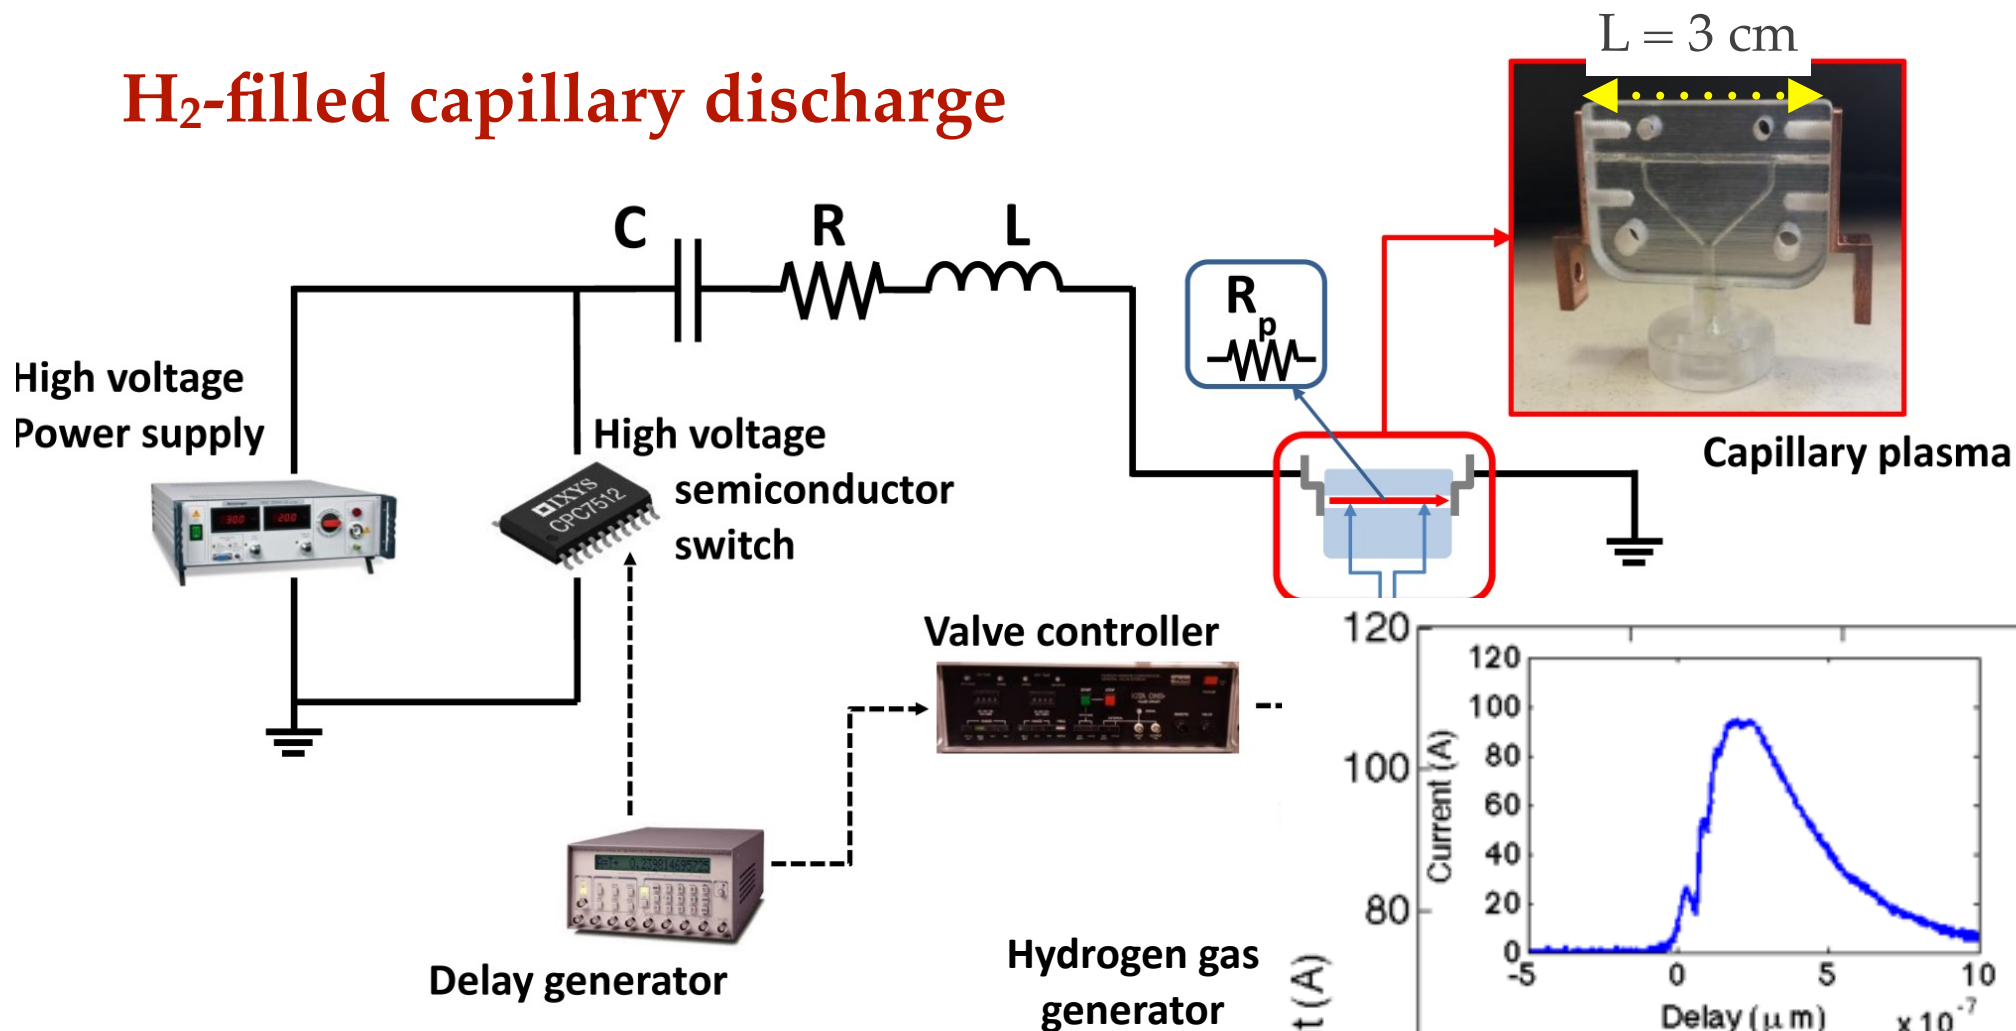 L = 3 cm
H₂-filled capillary discharge
C
R
L
R
p
High voltage
Power supply
High voltage
semiconductor
switch
IXYS
CPC7512
Capillary plasma
Valve controller
Delay generator
Hydrogen gas
generator
120
100
80
t (A)
120
100
80
60
40
20
0
Current (A)
-5
0
5
10
Delay (μ m)
x 10⁻⁷